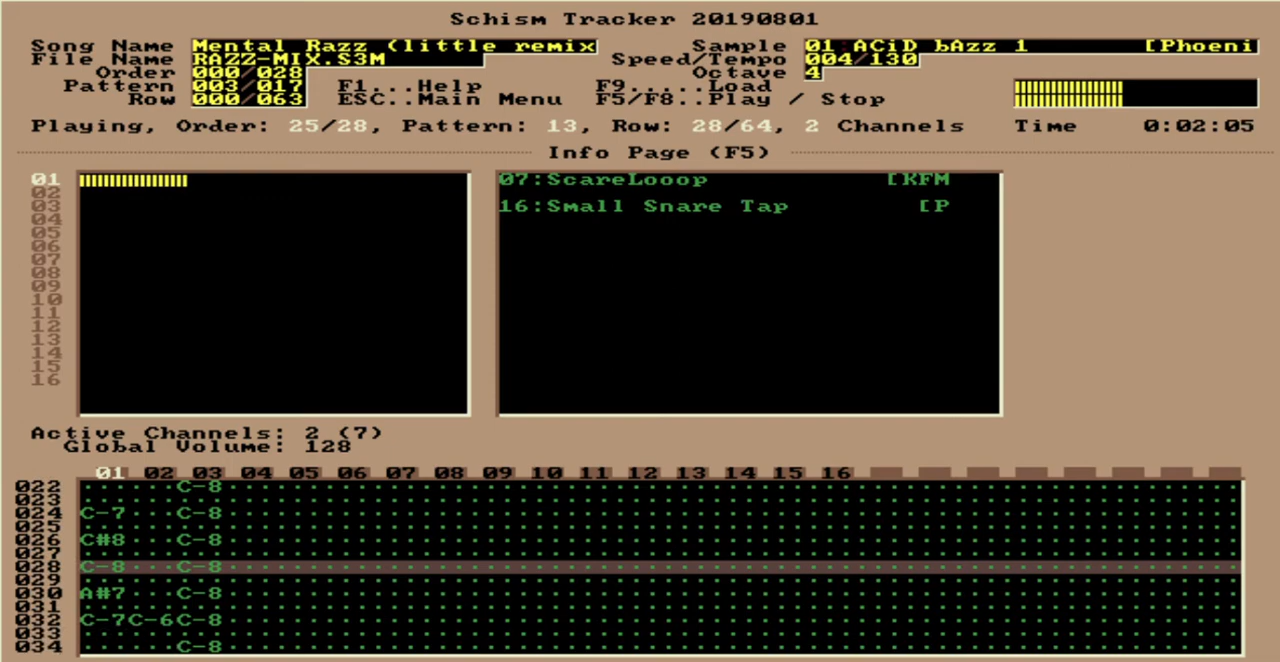 Schism Tracker 20190801
Song Name Mental Razz (little remix Sample 01 ACiD bAzz 1 [Phoeni
File Name RAZZ-MIX.S3M Speed/Tempo 004/130
Order 000/028 Octave 4
Pattern 003/017 F1...Help F9....Load
Row 000/063 ESC..Main Menu F5/F8..Play / Stop
Playing, Order: 25/28, Pattern: 13, Row: 28/64, 2 Channels Time 0:02:05
Info Page (F5)
01 07:ScareLooop [KFM
02
03 16:Small Snare Tap [P
04
05
06
07
08
09
10
11
12
13
14
15
16
Active Channels: 2 (7)
Global Volume: 128
01 02 03 04 05 06 07 08 09 10 11 12 13 14 15 16
022 ......C-8
023
024 C-7...C-8
025
026 C#8...C-8
027
028 C-8...C-8
029
030 A#7...C-8
031
032 C-7C-6C-8
033
034 ......C-8